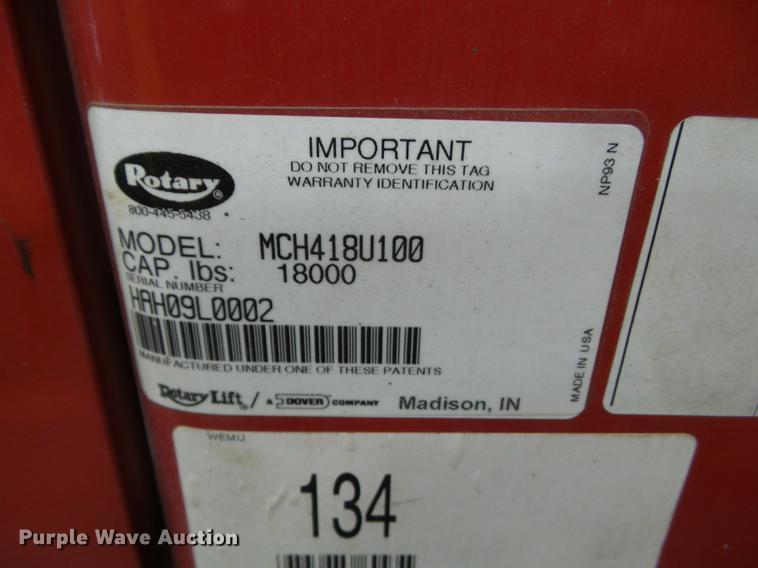 IMPORTANT
DO NOT REMOVE THIS TAG
WARRANTY IDENTIFICATION
NP93 N
Rotary®
800-445-5438
MODEL: MCH418U100
CAP. lbs: 18000
SERIAL NUMBER
HAH09L0002
MANUFACTURED UNDER ONE OF THESE PATENTS
MADE IN USA
Rotary Lift® / A DOVER COMPANY Madison, IN
WEMU
134
Purple Wave Auction®